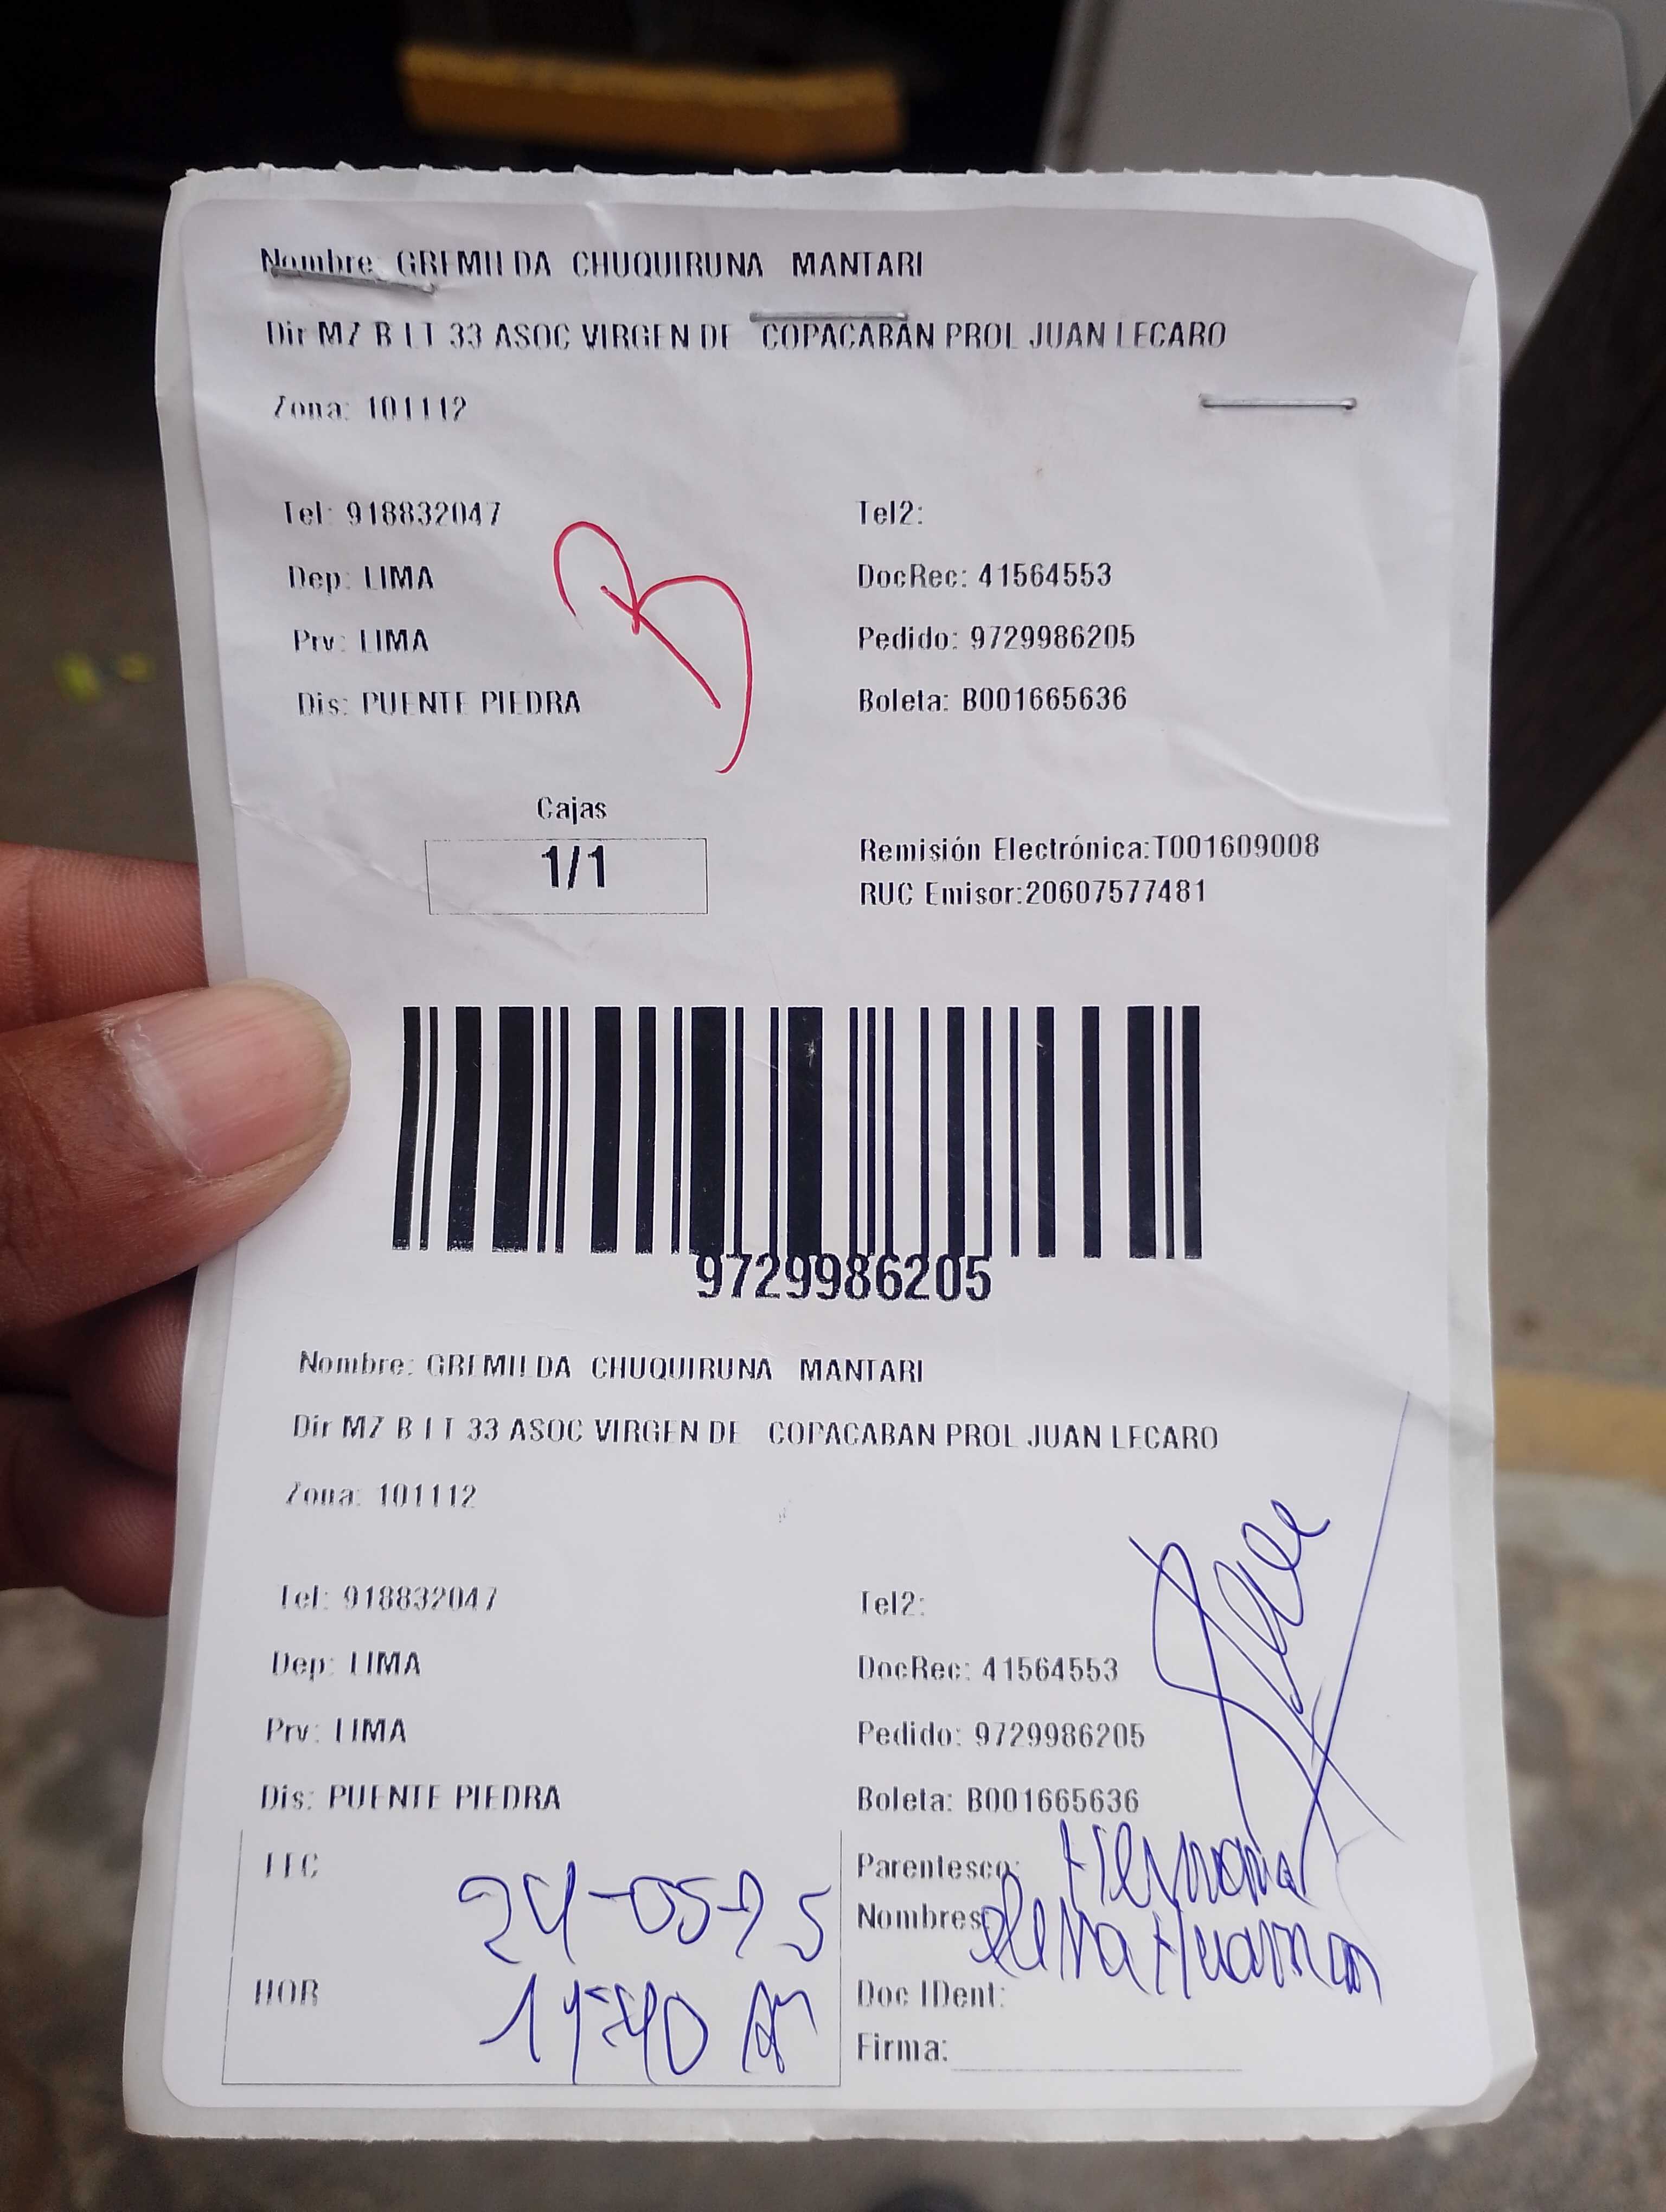 Nombre: GREMILDA CHUQUIRUNA MANTARI
Dir MZ B LT 33 ASOC VIRGEN DE COPACABAN PROL JUAN LECARO
Zona: 101112
Tel: 918832047 Tel2:
Dep: LIMA DocRec: 41564553
Prv: LIMA Pedido: 9729986205
Dis: PUENTE PIEDRA Boleta: B001665636
Cajas
1/1
Remisión Electrónica:T001609008
RUC Emisor:20607577481
9729986205
Nombre: GREMILDA CHUQUIRUNA MANTARI
Dir MZ B LT 33 ASOC VIRGEN DE COPACABAN PROL JUAN LECARO
Zona: 101112
Tel: 918832047 Tel2:
Dep: LIMA DocRec: 41564553
Prv: LIMA Pedido: 9729986205
Dis: PUENTE PIEDRA Boleta: B001665636
24-05-25 Parentesco: Hermana
Nombres: Elena Huaman
HOR Doc IDent:
Firma: